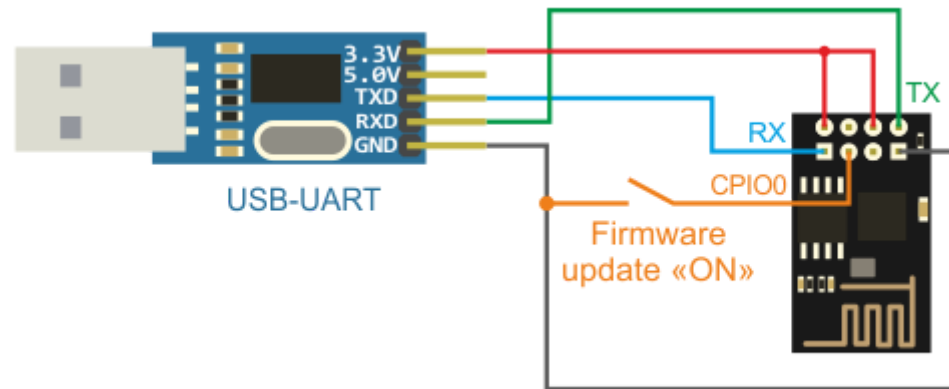 3.3V
5.0V
TXD
RXD
GND
USB-UART
TX
RX
CPIO0
Firmware
update «ON»